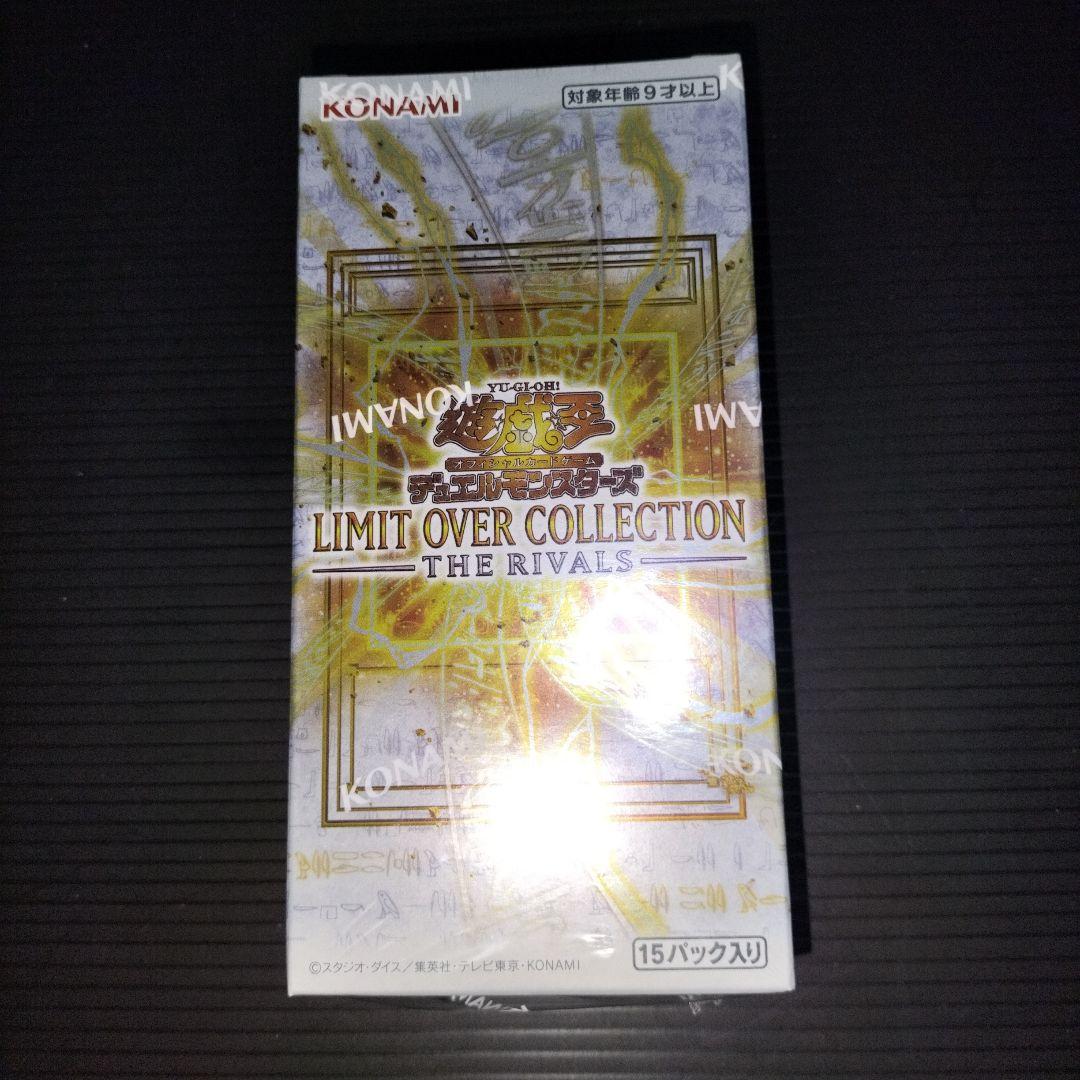 KONAMI
KONAMI
対象年齢9才以上
YU-GI-OH!
遊戯王
オフィシャルカードゲーム
デュエルモンスターズ
KONAMI
LIMIT OVER COLLECTION
THE RIVALS
©スタジオ・ダイス/集英社・テレビ東京・KONAMI
15パック入り